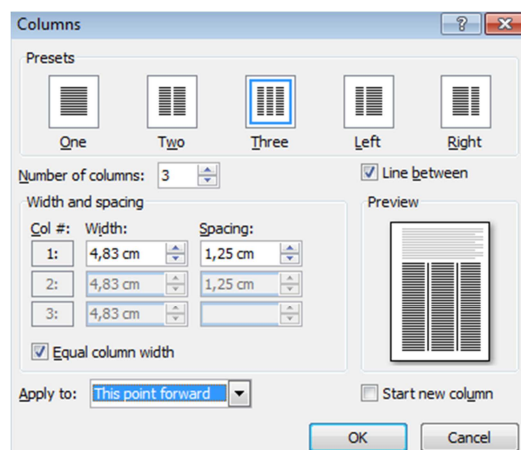 Columns
Presets
One Two Three Left Right
Number of columns: 3
Line between
Width and spacing
Preview
Col #: Width: Spacing:
1: 4,83 cm 1,25 cm
2: 4,83 cm 1,25 cm
3: 4,83 cm
Equal column width
Apply to: This point forward
Start new column
OK Cancel